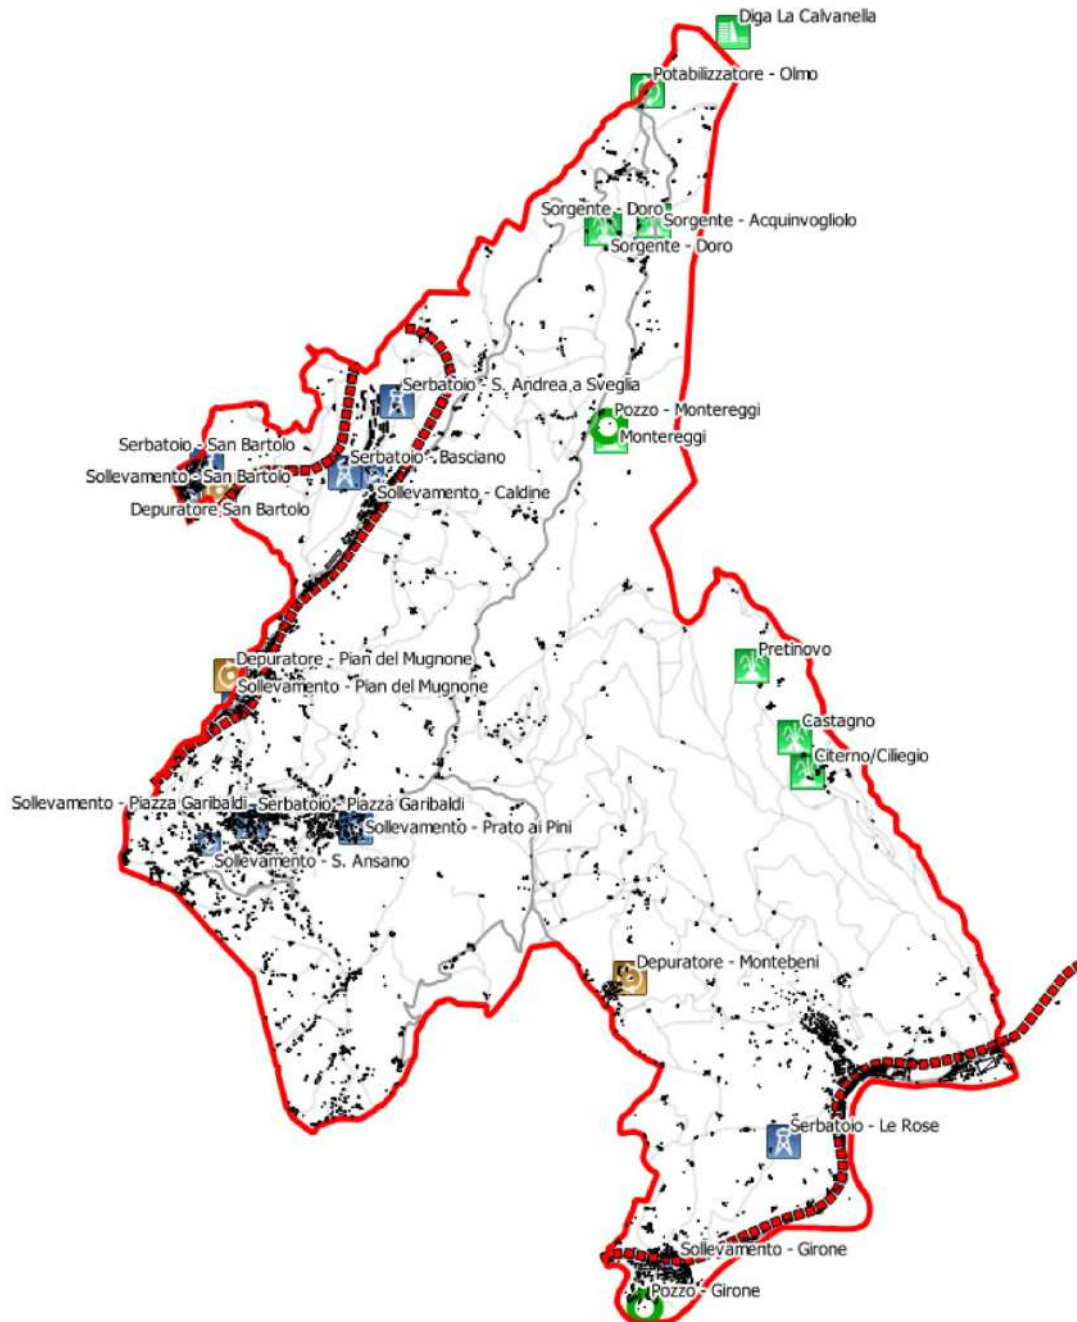 Diga La Calvanella
Potabilizzatore - Olmo
Sorgente - Doro
Sorgente - Acquinvogliolo
Sorgente - Doro
Serbatoio - S. Andrea a Sveglia
Pozzo - Montereggi
Montereggi
Serbatoio - San Bartolo
Serbatoio - Basciano
Sollevamento - San Bartolo
Sollevamento - Caldine
Depuratore San Bartolo
Pretinovo
Depuratore - Pian del Mugnone
Sollevamento - Pian del Mugnone
Castagno
Citerno/Ciliegio
Sollevamento - Piazza Garibaldi
Serbatoio - Piazza Garibaldi
Sollevamento - Prato ai Pini
Sollevamento - S. Ansano
Depuratore - Montebeni
Serbatoio - Le Rose
Sollevamento - Girone
Pozzo - Girone